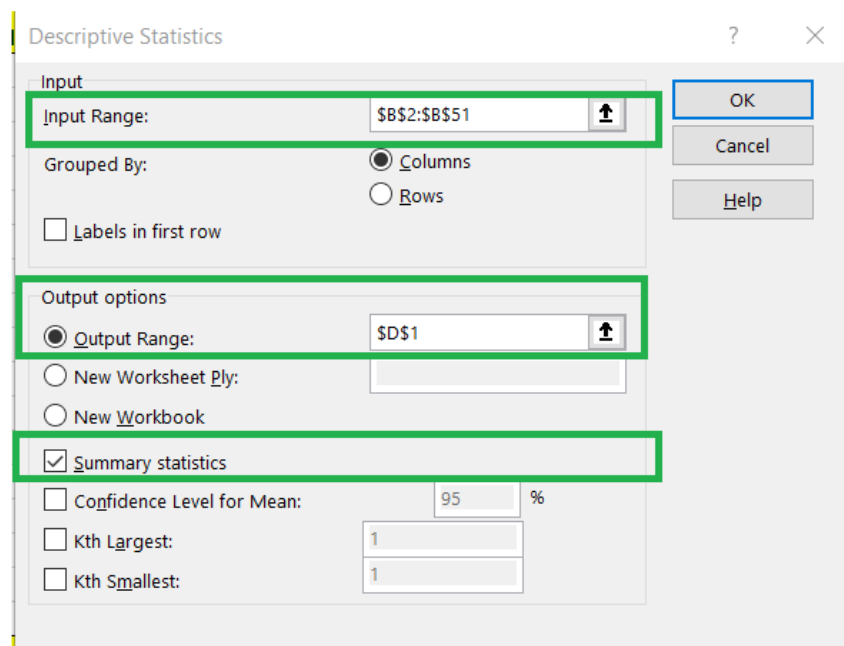 Descriptive Statistics ?
Input
Input Range: $B$2:$B$51
OK
Grouped By: Columns
Cancel
Rows
Help
Labels in first row
Output options
Output Range: $D$1
New Worksheet Ply:
New Workbook
Summary statistics
Confidence Level for Mean: 95 %
Kth Largest: 1
Kth Smallest: 1